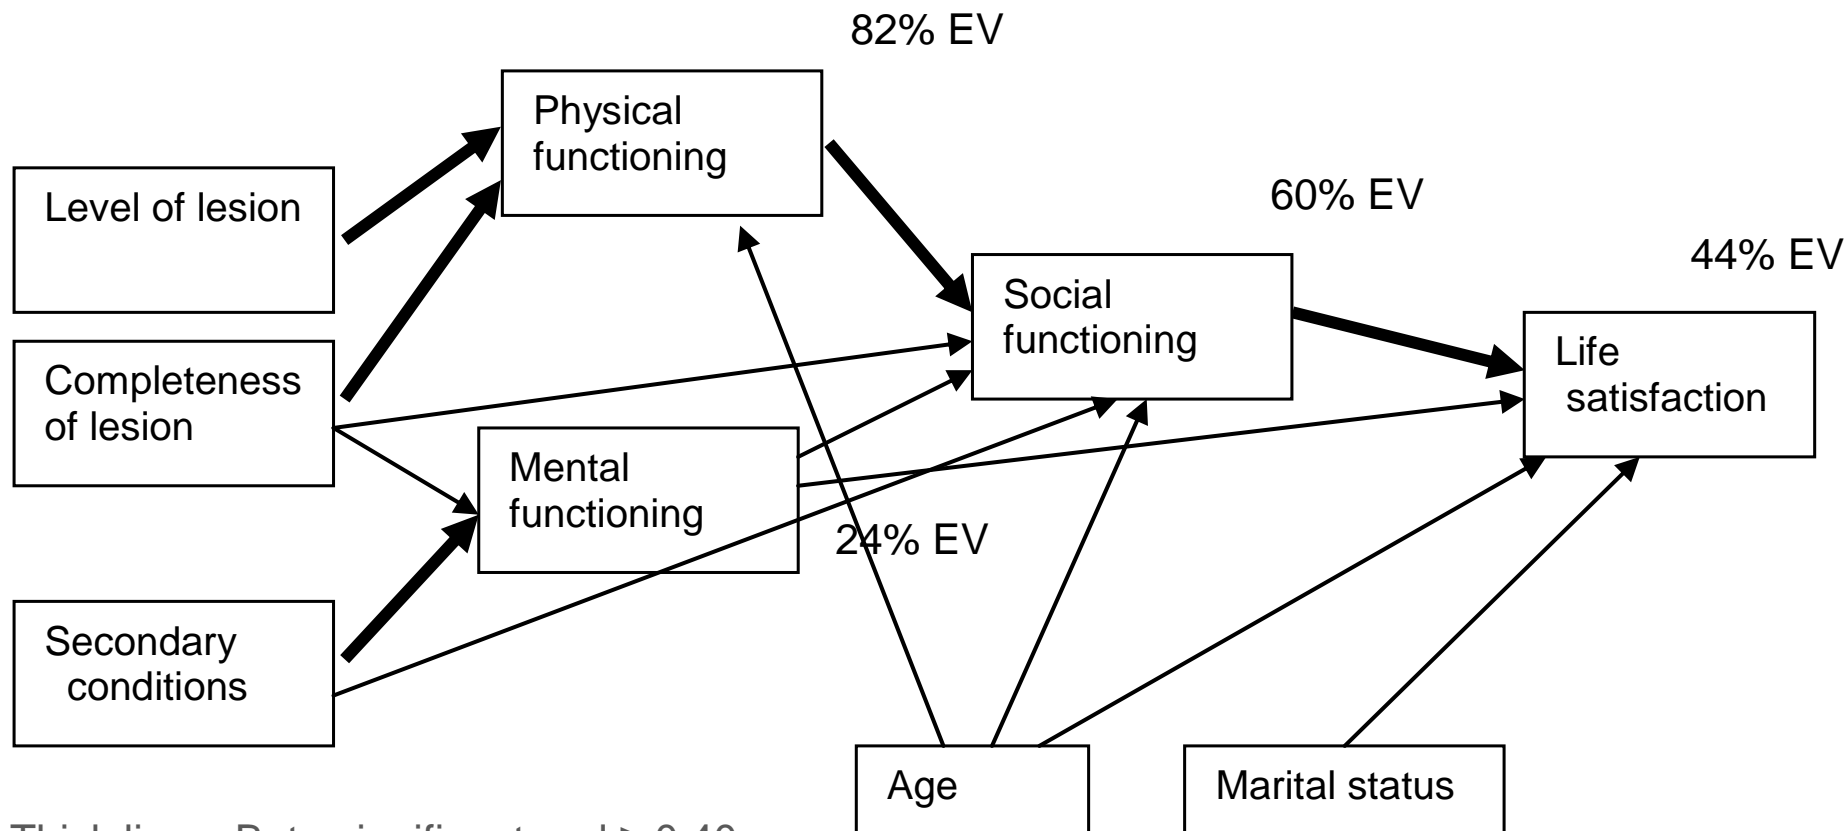 82% EV
Physical
functioning
Level of lesion
60% EV
44% EV
Social
functioning
Life
satisfaction
Completeness
of lesion
Mental
functioning
24% EV
Secondary
conditions
Age
Marital status